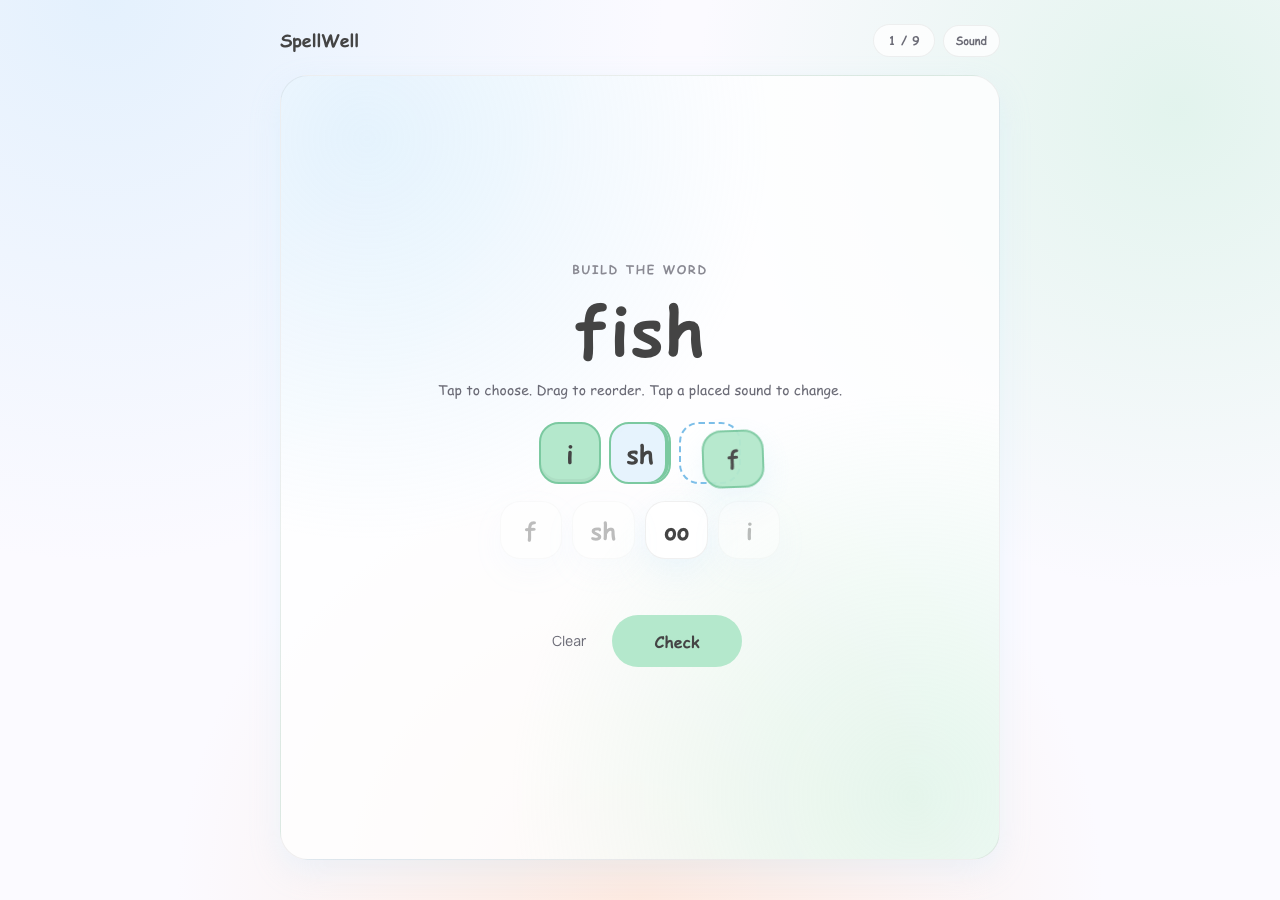 SpellWell
1 / 9
Sound
BUILD THE WORD
fish
Tap to choose. Drag to reorder. Tap a placed sound to change.
i sh f
f sh oo i
Clear
Check